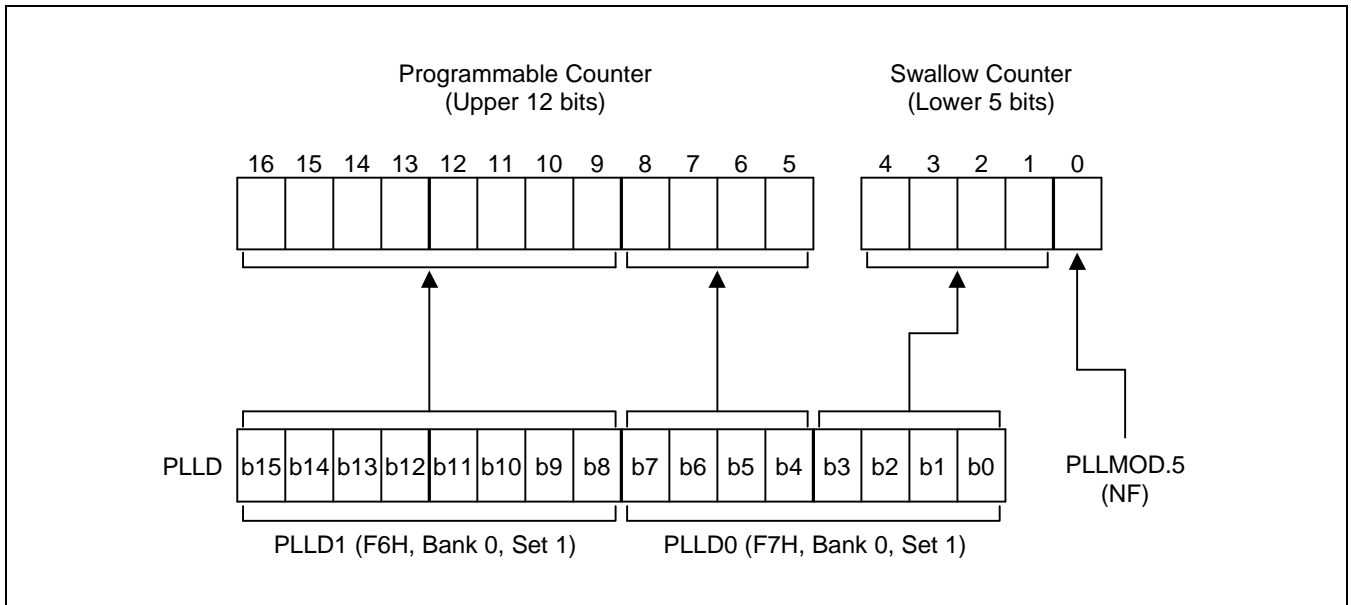 Programmable Counter
(Upper 12 bits)
Swallow Counter
(Lower 5 bits)
16 15 14 13 12 11 10 9 8 7 6 5 4 3 2 1 0
PLLD b15 b14 b13 b12 b11 b10 b9 b8 b7 b6 b5 b4 b3 b2 b1 b0
PLLMOD.5
(NF)
PLLD1 (F6H, Bank 0, Set 1)
PLLD0 (F7H, Bank 0, Set 1)